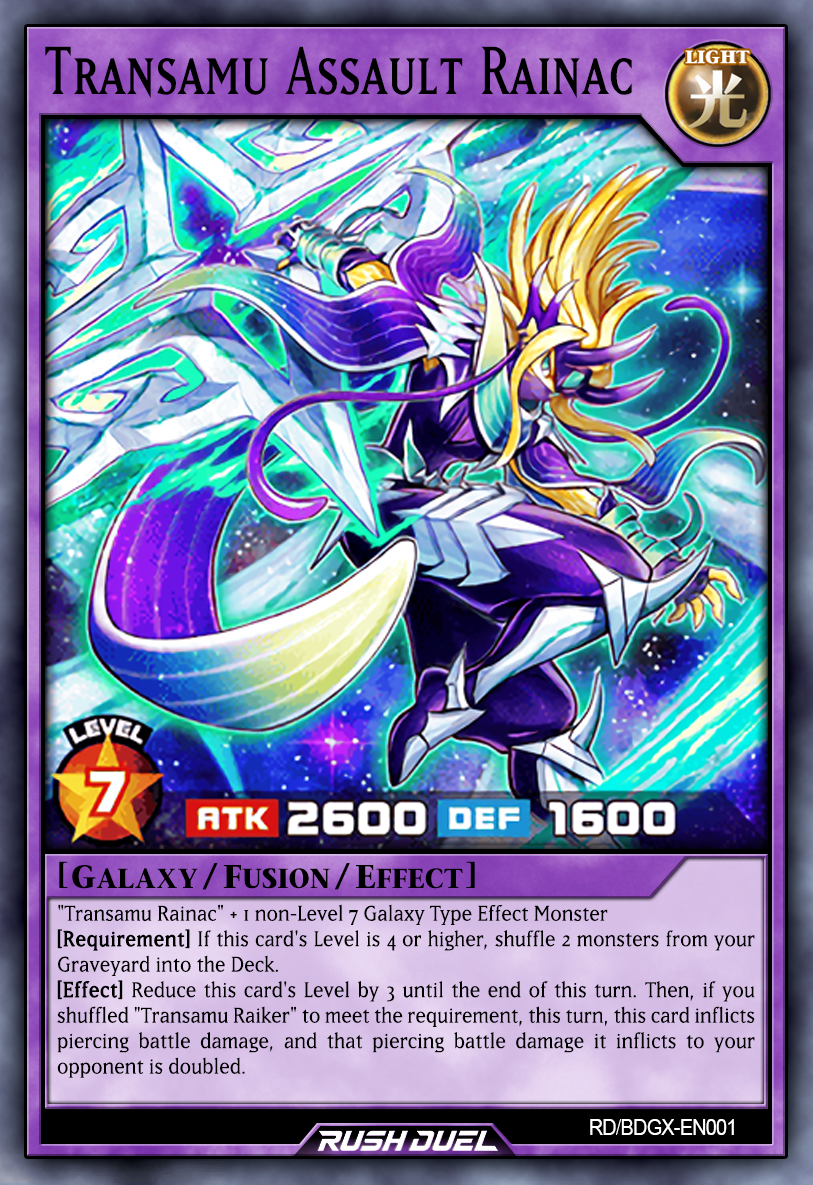 Transamu Assault Rainac
LIGHT
光
LEVEL
7
ATK 2600 DEF 1600
[Galaxy/Fusion/Effect]
"Transamu Rainac" + 1 non-Level 7 Galaxy Type Effect Monster
[Requirement] If this card's Level is 4 or higher, shuffle 2 monsters from your
Graveyard into the Deck.
[Effect] Reduce this card's Level by 3 until the end of this turn. Then, if you
shuffled "Transamu Raiker" to meet the requirement, this turn, this card inflicts
piercing battle damage, and that piercing battle damage it inflicts to your
opponent is doubled.
RD/BDGX-EN001
RUSH DUEL